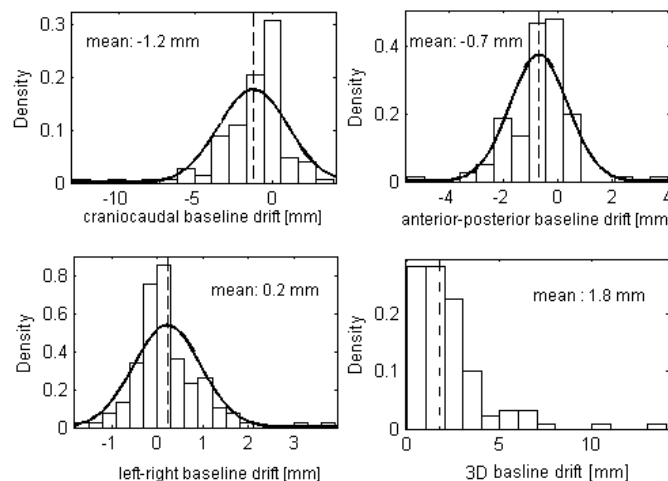 mean: -1.2 mm
Density
0.3
0.2
0.1
0
-10
-5
0
craniocaudal baseline drift [mm]
mean: -0.7 mm
Density
0.4
0.2
0
-4
-2
0
2
4
anterior-posterior baseline drift [mm]
mean: 0.2 mm
Density
0.8
0.6
0.4
0.2
0
-1
0
1
2
3
left-right baseline drift [mm]
mean : 1.8 mm
Density
0.2
0.1
0
0
5
10
3D basline drift [mm]